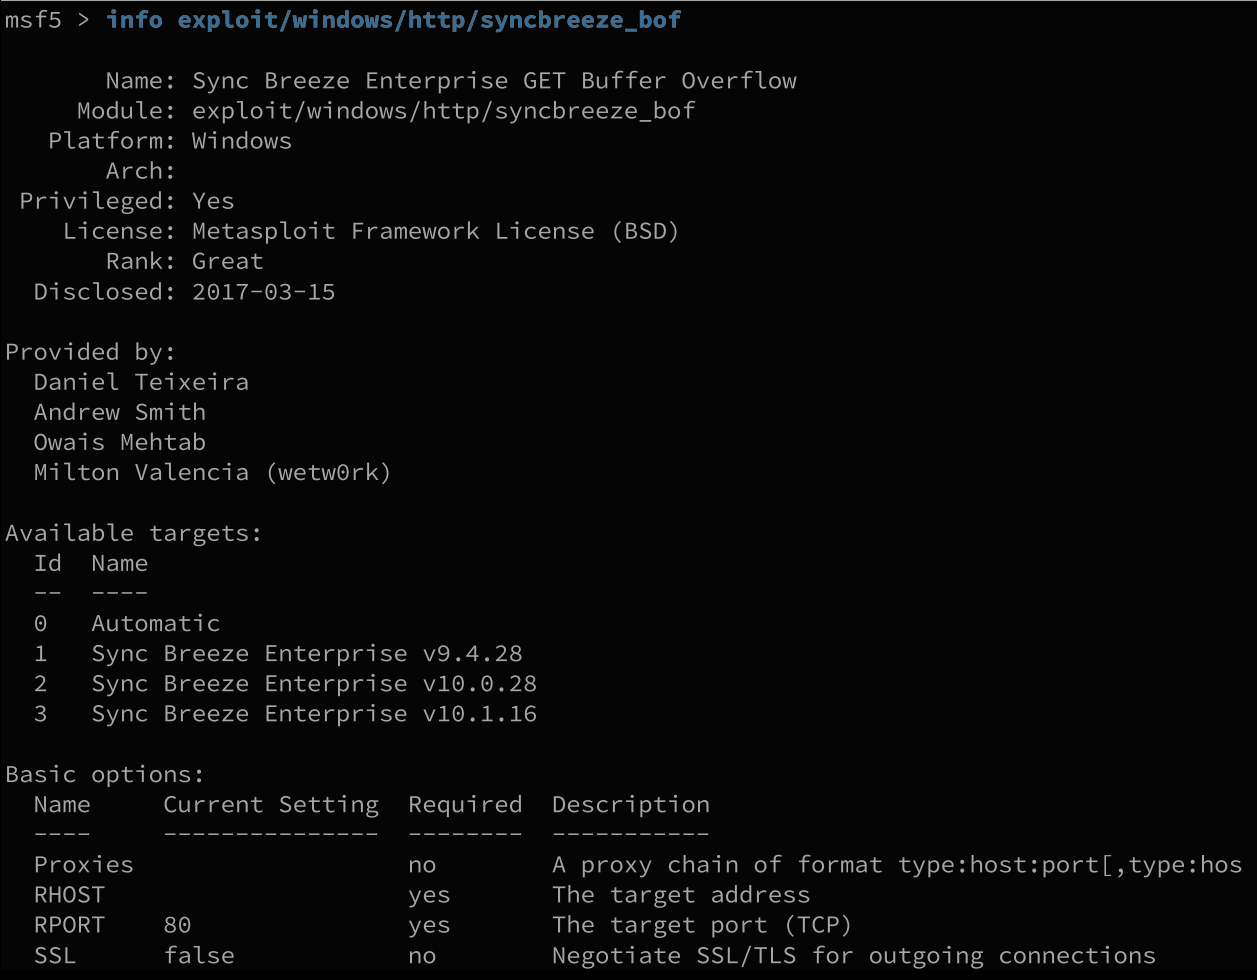 msf5 > info exploit/windows/http/syncbreeze_bof
Name: Sync Breeze Enterprise GET Buffer Overflow
Module: exploit/windows/http/syncbreeze_bof
Platform: Windows
Arch:
Privileged: Yes
License: Metasploit Framework License (BSD)
Rank: Great
Disclosed: 2017-03-15
Provided by:
Daniel Teixeira
Andrew Smith
Owais Mehtab
Milton Valencia (wetw0rk)
Available targets:
Id  Name
--  ----
0   Automatic
1   Sync Breeze Enterprise v9.4.28
2   Sync Breeze Enterprise v10.0.28
3   Sync Breeze Enterprise v10.1.16
Basic options:
Name     Current Setting  Required  Description
----     ---------------  --------  -----------
Proxies                   no        A proxy chain of format type:host:port[,type:hos
RHOST                     yes       The target address
RPORT    80               yes       The target port (TCP)
SSL      false            no        Negotiate SSL/TLS for outgoing connections